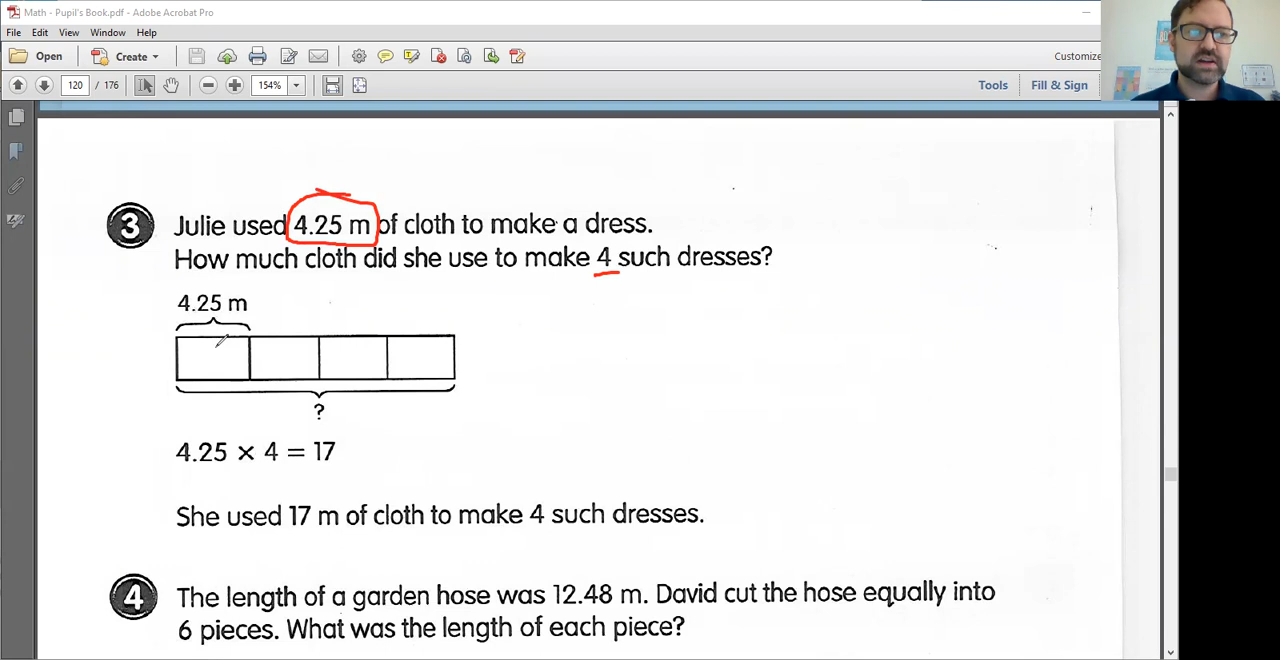 Math - Pupil's Book.pdf - Adobe Acrobat Pro
File Edit View Window Help
Open Create Customize
120 / 176 154% Tools Fill & Sign
3 Julie used 4.25 m of cloth to make a dress.
How much cloth did she use to make 4 such dresses?
4.25 m
?
4.25 × 4 = 17
She used 17 m of cloth to make 4 such dresses.
4 The length of a garden hose was 12.48 m. David cut the hose equally into
6 pieces. What was the length of each piece?